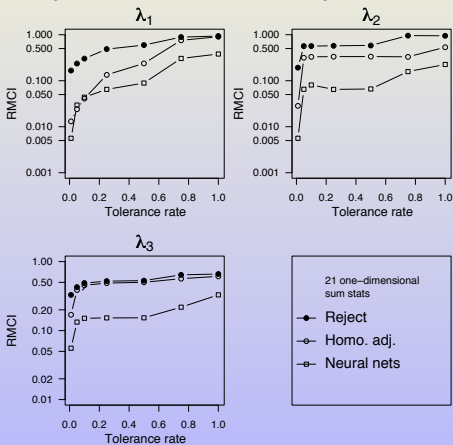 λ1
λ2
1.000
0.500
0.100
0.050
0.010
0.005
0.001
RMCI
0.0 0.2 0.4 0.6 0.8 1.0
Tolerance rate
1.000
0.500
0.100
0.050
0.010
0.005
0.001
RMCI
0.0 0.2 0.4 0.6 0.8 1.0
Tolerance rate
λ3
1.00
0.50
0.20
0.10
0.05
0.02
0.01
RMCI
0.0 0.2 0.4 0.6 0.8 1.0
Tolerance rate
21 one-dimensional
sum stats
Reject
Homo. adj.
Neural nets